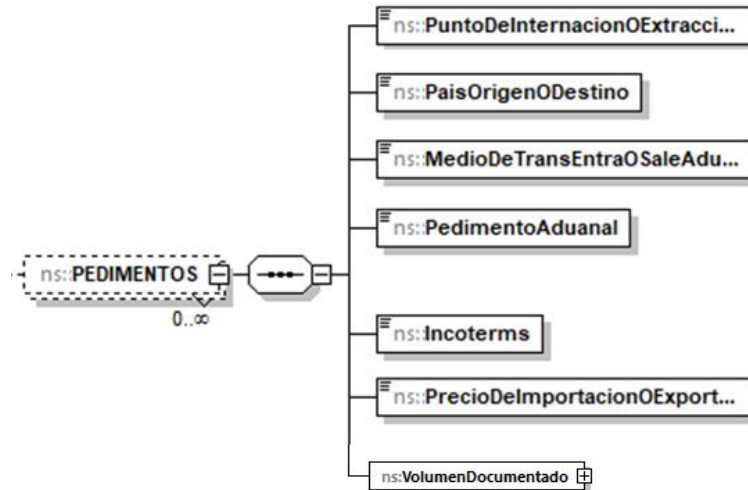 ns::PuntoDeInternacionOExtracci...
ns::PaisOrigenODestino
ns::MedioDeTransEntraOSaleAdu...
ns::PedimentoAduanal
ns::PEDIMENTOS
0..∞
ns::Incoterms
ns::PrecioDeImportacionOExport...
ns:VolumenDocumentado